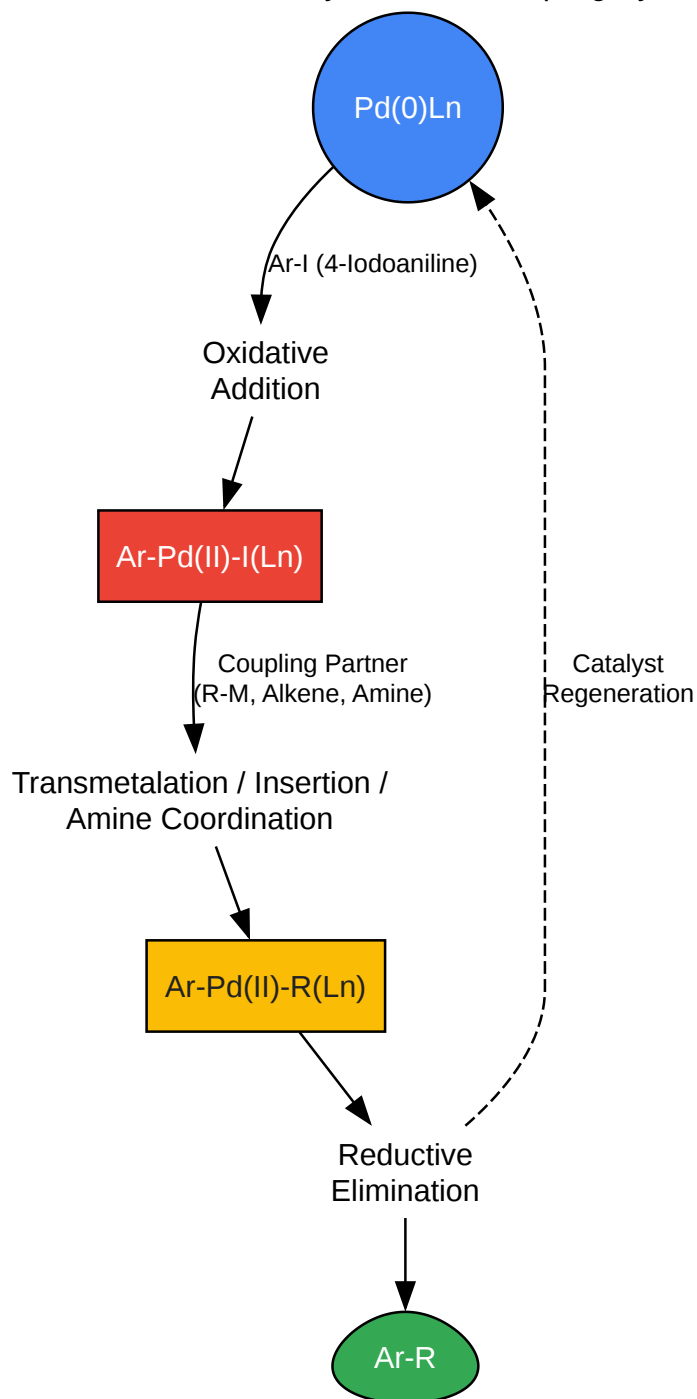 Pd(0)Ln
Ar-I (4-Iodoaniline)
Oxidative
Addition
Ar-Pd(II)-I(Ln)
Coupling Partner
(R-M, Alkene, Amine)
Catalyst
Regeneration
Transmetalation / Insertion /
Amine Coordination
Ar-Pd(II)-R(Ln)
Reductive
Elimination
Ar-R